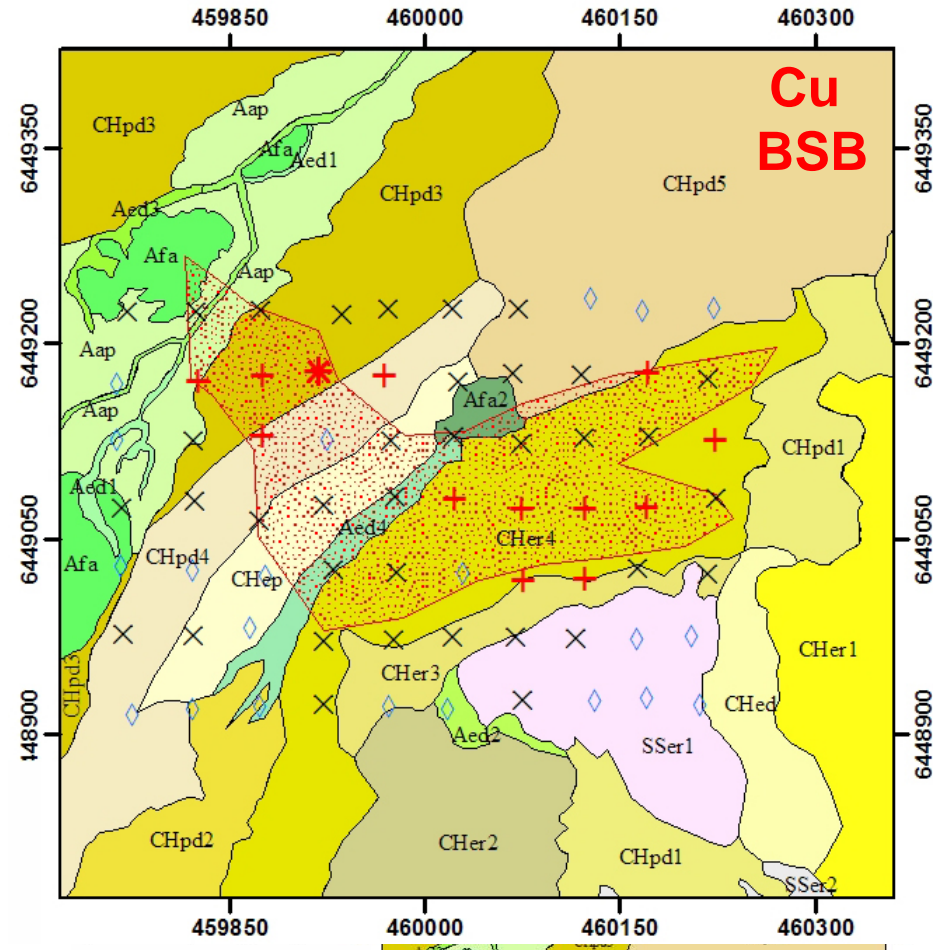 459850 460000 460150 460300
Cu
BSB
6449350
6449350
Aap
CHpd3
Afa
Aed1
CHpd5
CHpd3
Aed3
Afa
Aap
6449200
6449200
Aap
Afa2
Aap
CHpd1
Aed1
Aed4
CHer4
6449050
6449050
CHpd4
Afa
CHep
CHer1
CHer3
CHpd3
CHed
Aed2
SSer1
148900
6448900
CHpd2
CHer2
CHpd1
SSer2
459850 460000 460150 460300